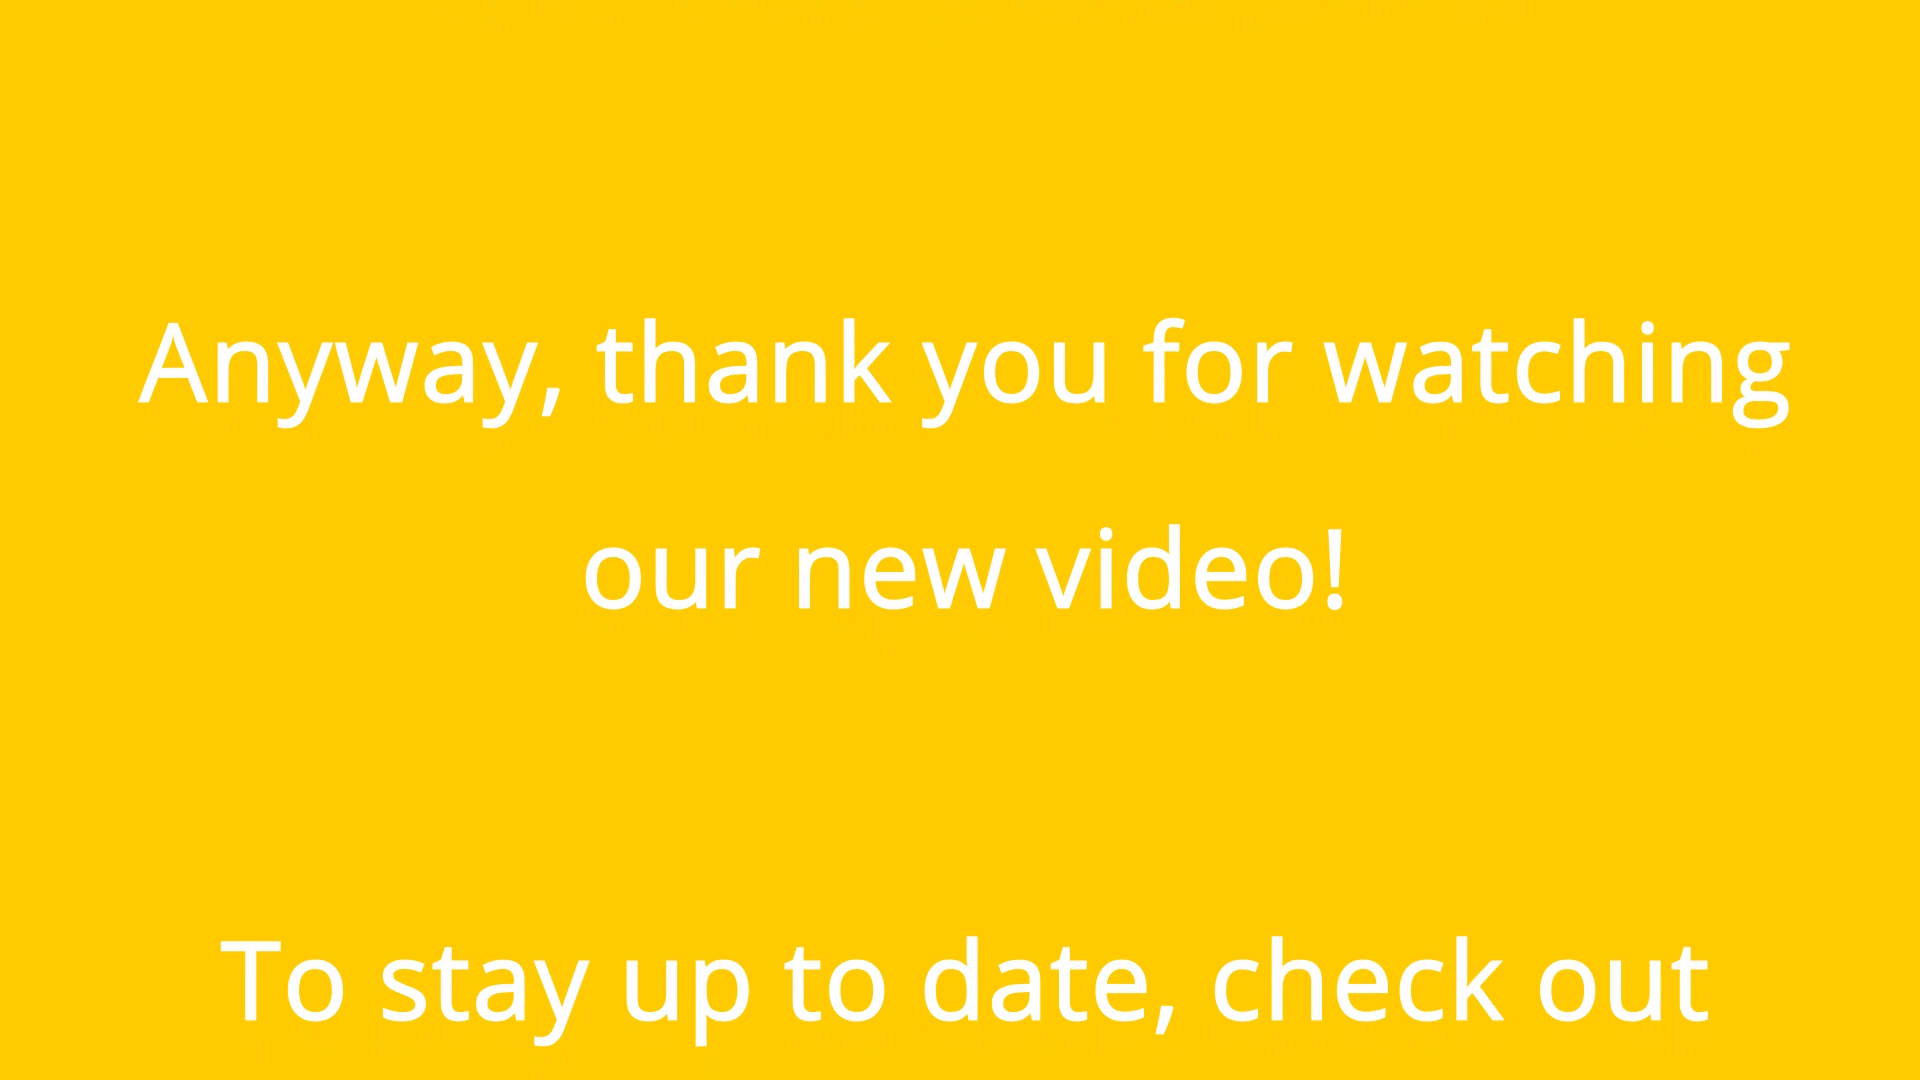 Anyway, thank you for watching
our new video!
To stay up to date, check out